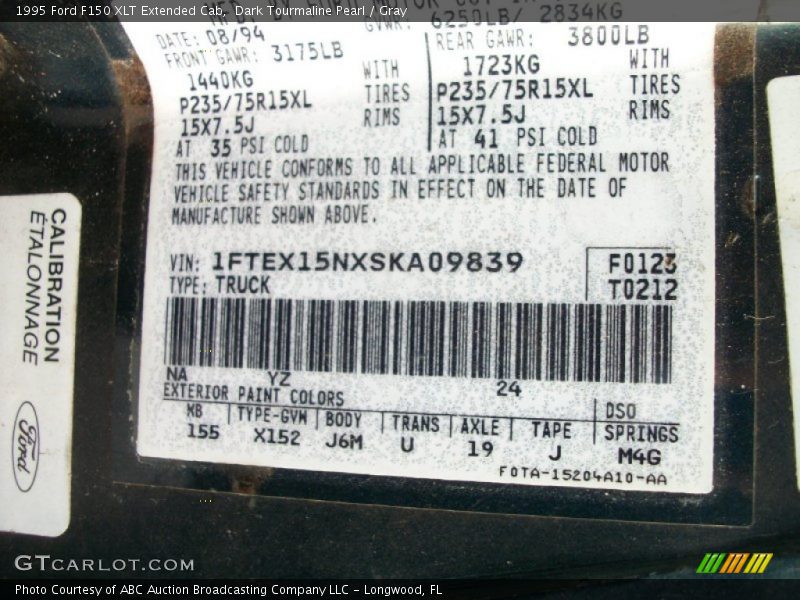 1995 Ford F150 XLT Extended Cab, Dark Tourmaline Pearl / Gray
GVWR: 6250LB/ 2834KG
DATE: 08/94
FRONT GAWR: 3175LB
1440KG WITH
P235/75R15XL TIRES
15X7.5J RIMS
AT 35 PSI COLD
REAR GAWR: 3800LB
1723KG WITH
P235/75R15XL TIRES
15X7.5J RIMS
AT 41 PSI COLD
THIS VEHICLE CONFORMS TO ALL APPLICABLE FEDERAL MOTOR
VEHICLE SAFETY STANDARDS IN EFFECT ON THE DATE OF
MANUFACTURE SHOWN ABOVE.
VIN: 1FTEX15NXSKA09839
TYPE: TRUCK
F0123
T0212
NA YZ 24
EXTERIOR PAINT COLORS DSO
WB TYPE-GVW BODY TRANS AXLE TAPE SPRINGS
155 X152 J6M U 19 J M4G
F0TA-15204A10-AA
CALIBRATION
ÉTALONNAGE
Ford
GTCARLOT.COM
Photo Courtesy of ABC Auction Broadcasting Company LLC - Longwood, FL